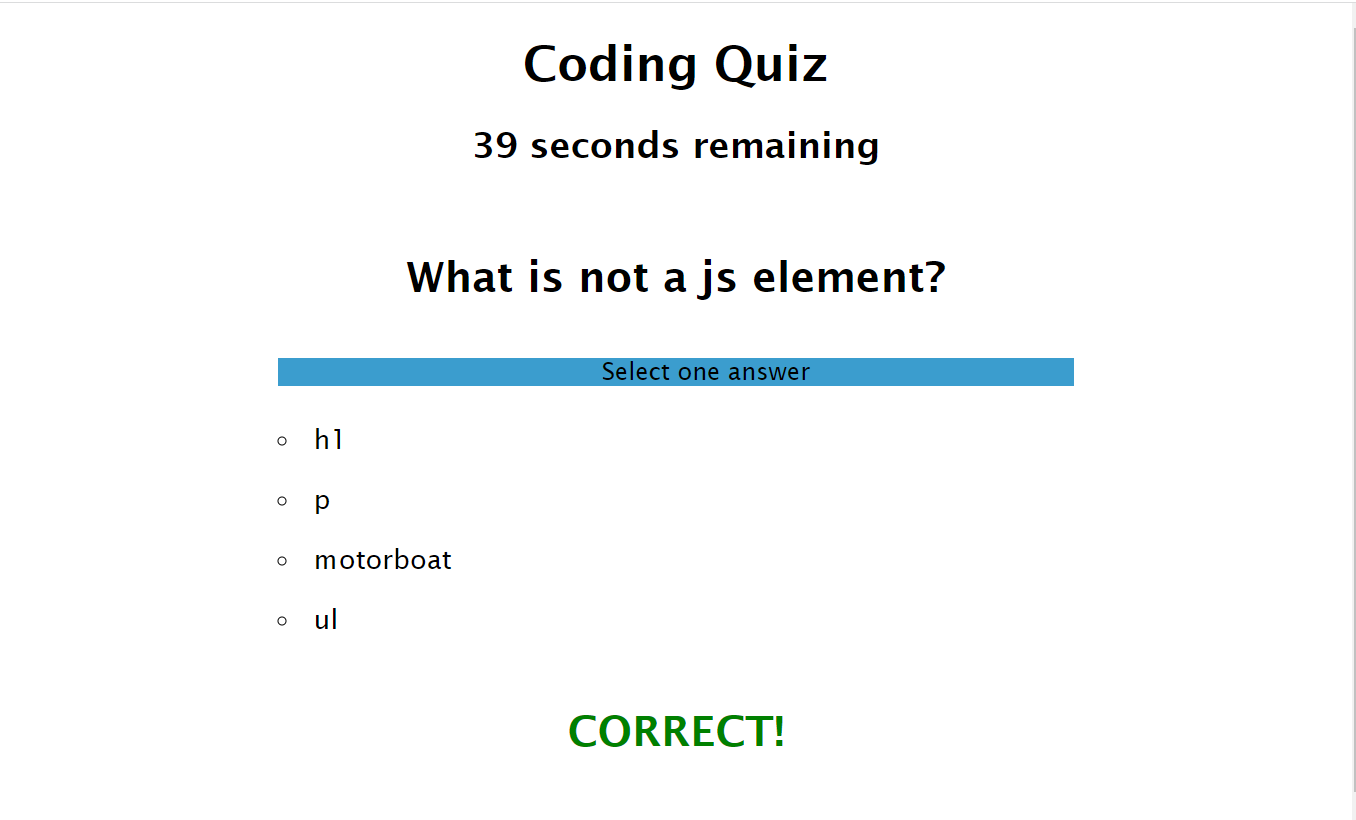 Coding Quiz
39 seconds remaining
What is not a js element?
Select one answer
h1
p
motorboat
ul
CORRECT!